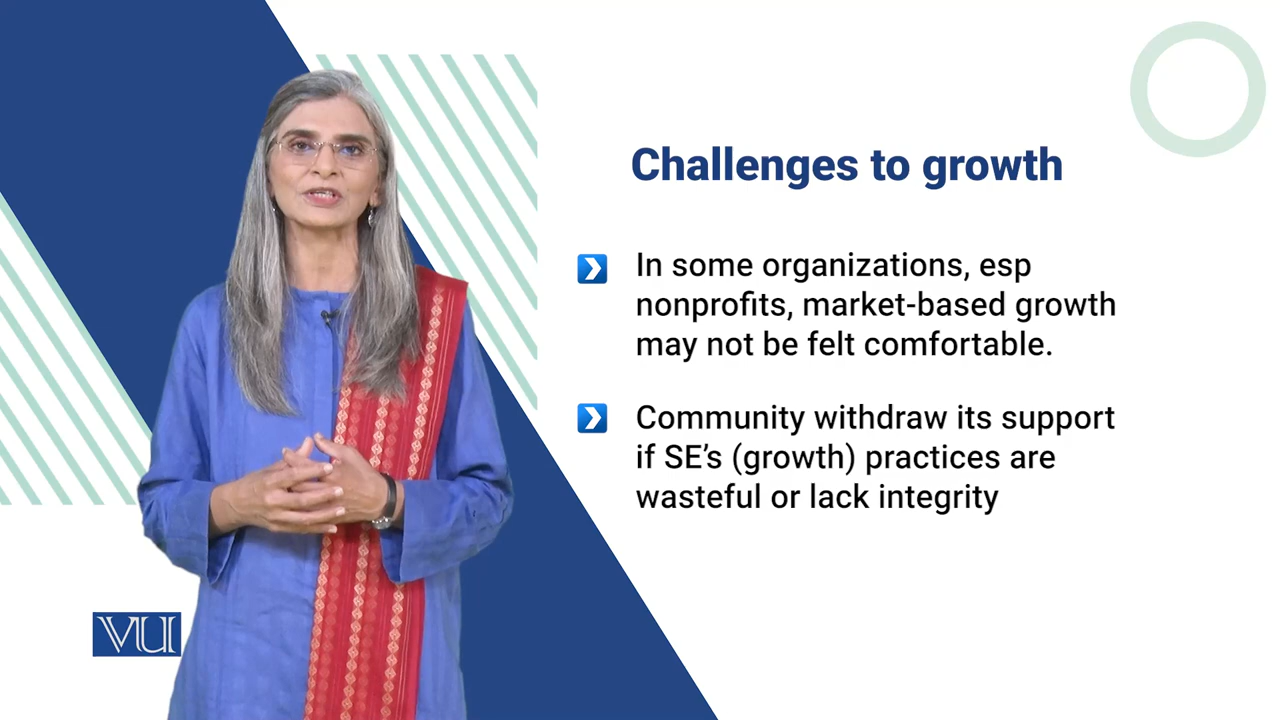 Challenges to growth
In some organizations, esp
nonprofits, market-based growth
may not be felt comfortable.
Community withdraw its support
if SE’s (growth) practices are
wasteful or lack integrity
VU